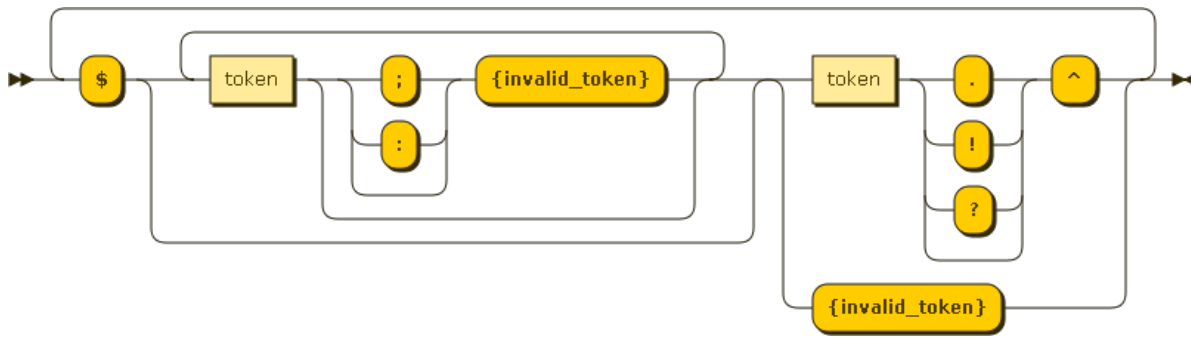 $ token ; {invalid_token} token . ^
: !
?
{invalid_token}